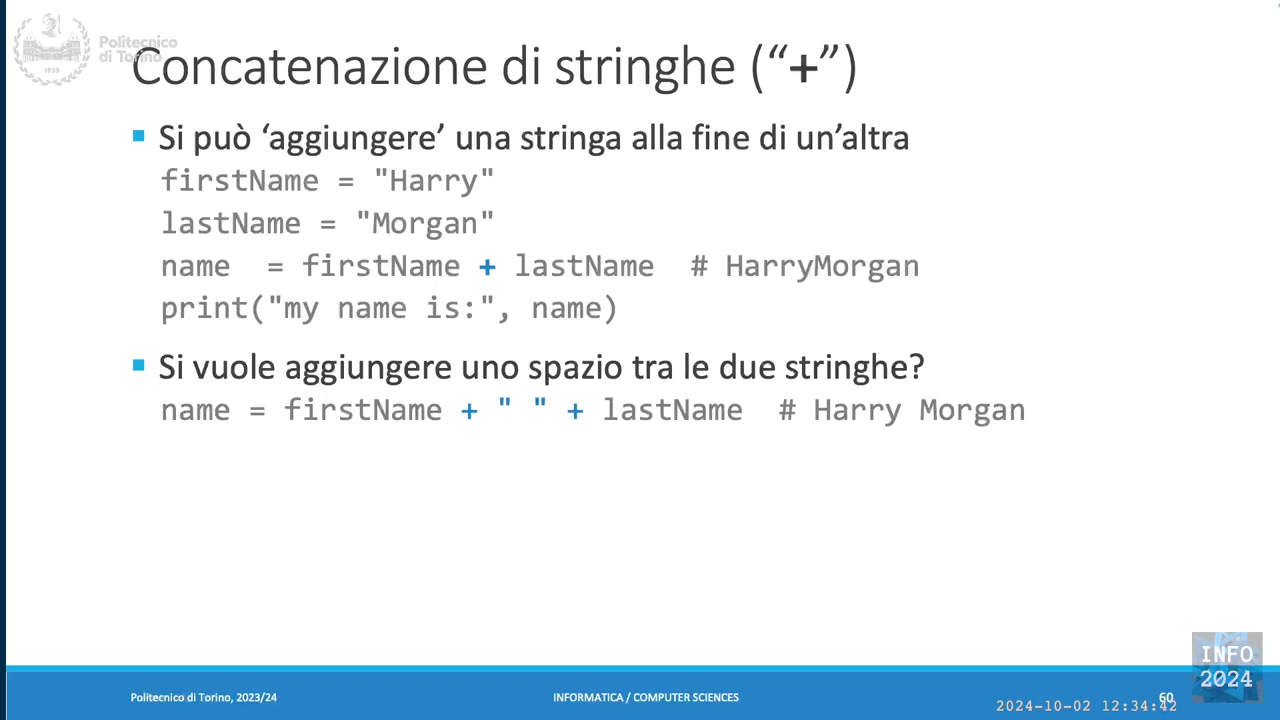 Politecnico
di Torino
1859
Concatenazione di stringhe (“+”)
Si può ‘aggiungere’ una stringa alla fine di un’altra
firstName = "Harry"
lastName = "Morgan"
name  = firstName + lastName  # HarryMorgan
print("my name is:", name)
Si vuole aggiungere uno spazio tra le due stringhe?
name = firstName + " " + lastName  # Harry Morgan
INFO
2024
Politecnico di Torino, 2023/24
INFORMATICA / COMPUTER SCIENCES
60
2024-10-02 12:34:42